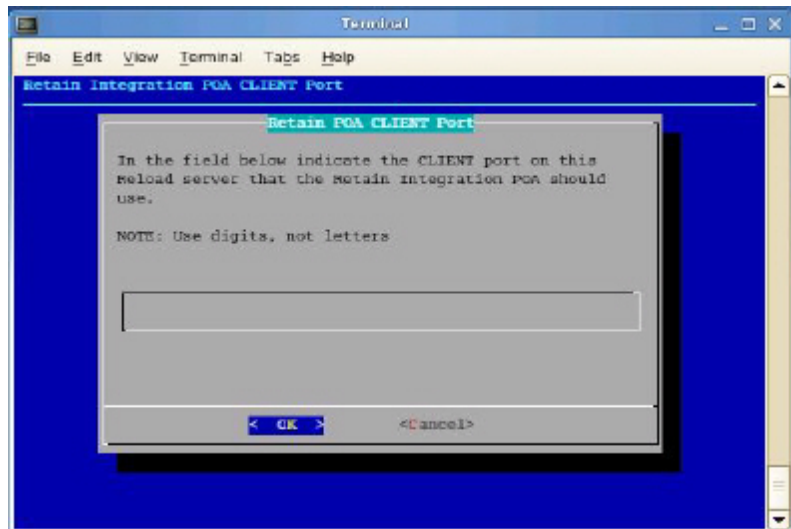 Terminal
File Edit View Terminal Tabs Help
Retain Integration POA CLIENT Port
Retain POA CLIENT Port
In the field below indicate the CLIENT port on this
Reload server that the Retain Integration POA should
use.
NOTE: Use digits, not letters
< OK > <Cancel>